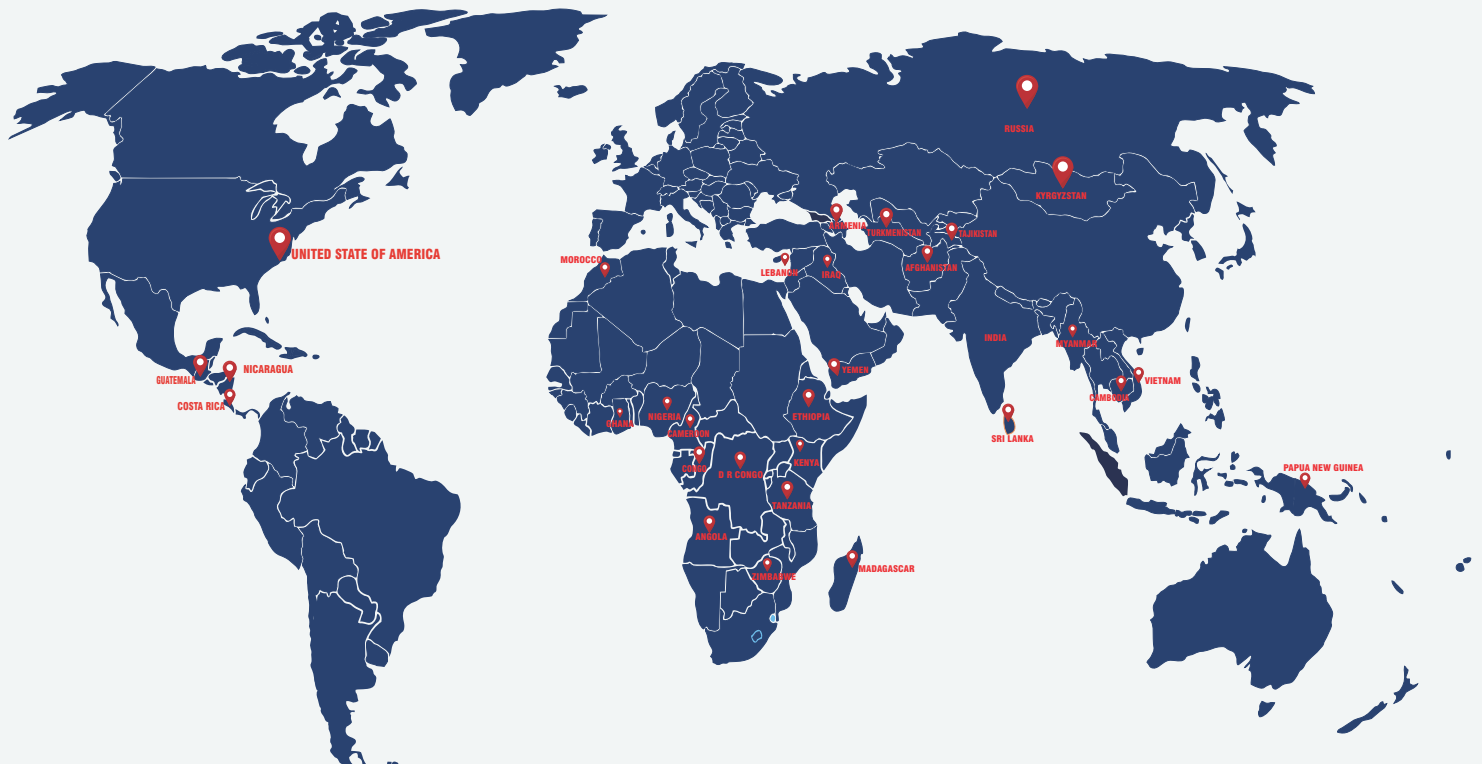 RUSSIA
KYRGYZSTAN
ARMENIA
TURKMENISTAN
TAJIKISTAN
UNITED STATE OF AMERICA
MOROCCO
LEBANON
IRAQ
AFGHANISTAN
INDIA
MYANMAR
GUATEMALA
NICARAGUA
YEMEN
VIETNAM
CAMBODIA
COSTA RICA
GHANA
NIGERIA
CAMEROON
ETHIOPIA
SRI LANKA
CONGO
D R CONGO
KENYA
PAPUA NEW GUINEA
TANZANIA
ANGOLA
ZIMBABWE
MADAGASCAR